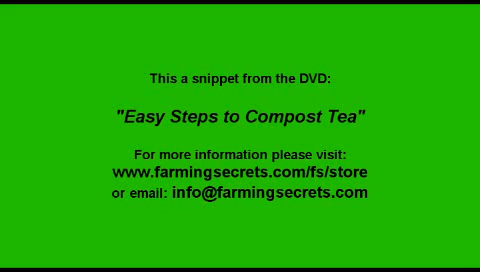 This a snippet from the DVD:
"Easy Steps to Compost Tea"
For more information please visit:
www.farmingsecrets.com/fs/store
or email: info@farmingsecrets.com